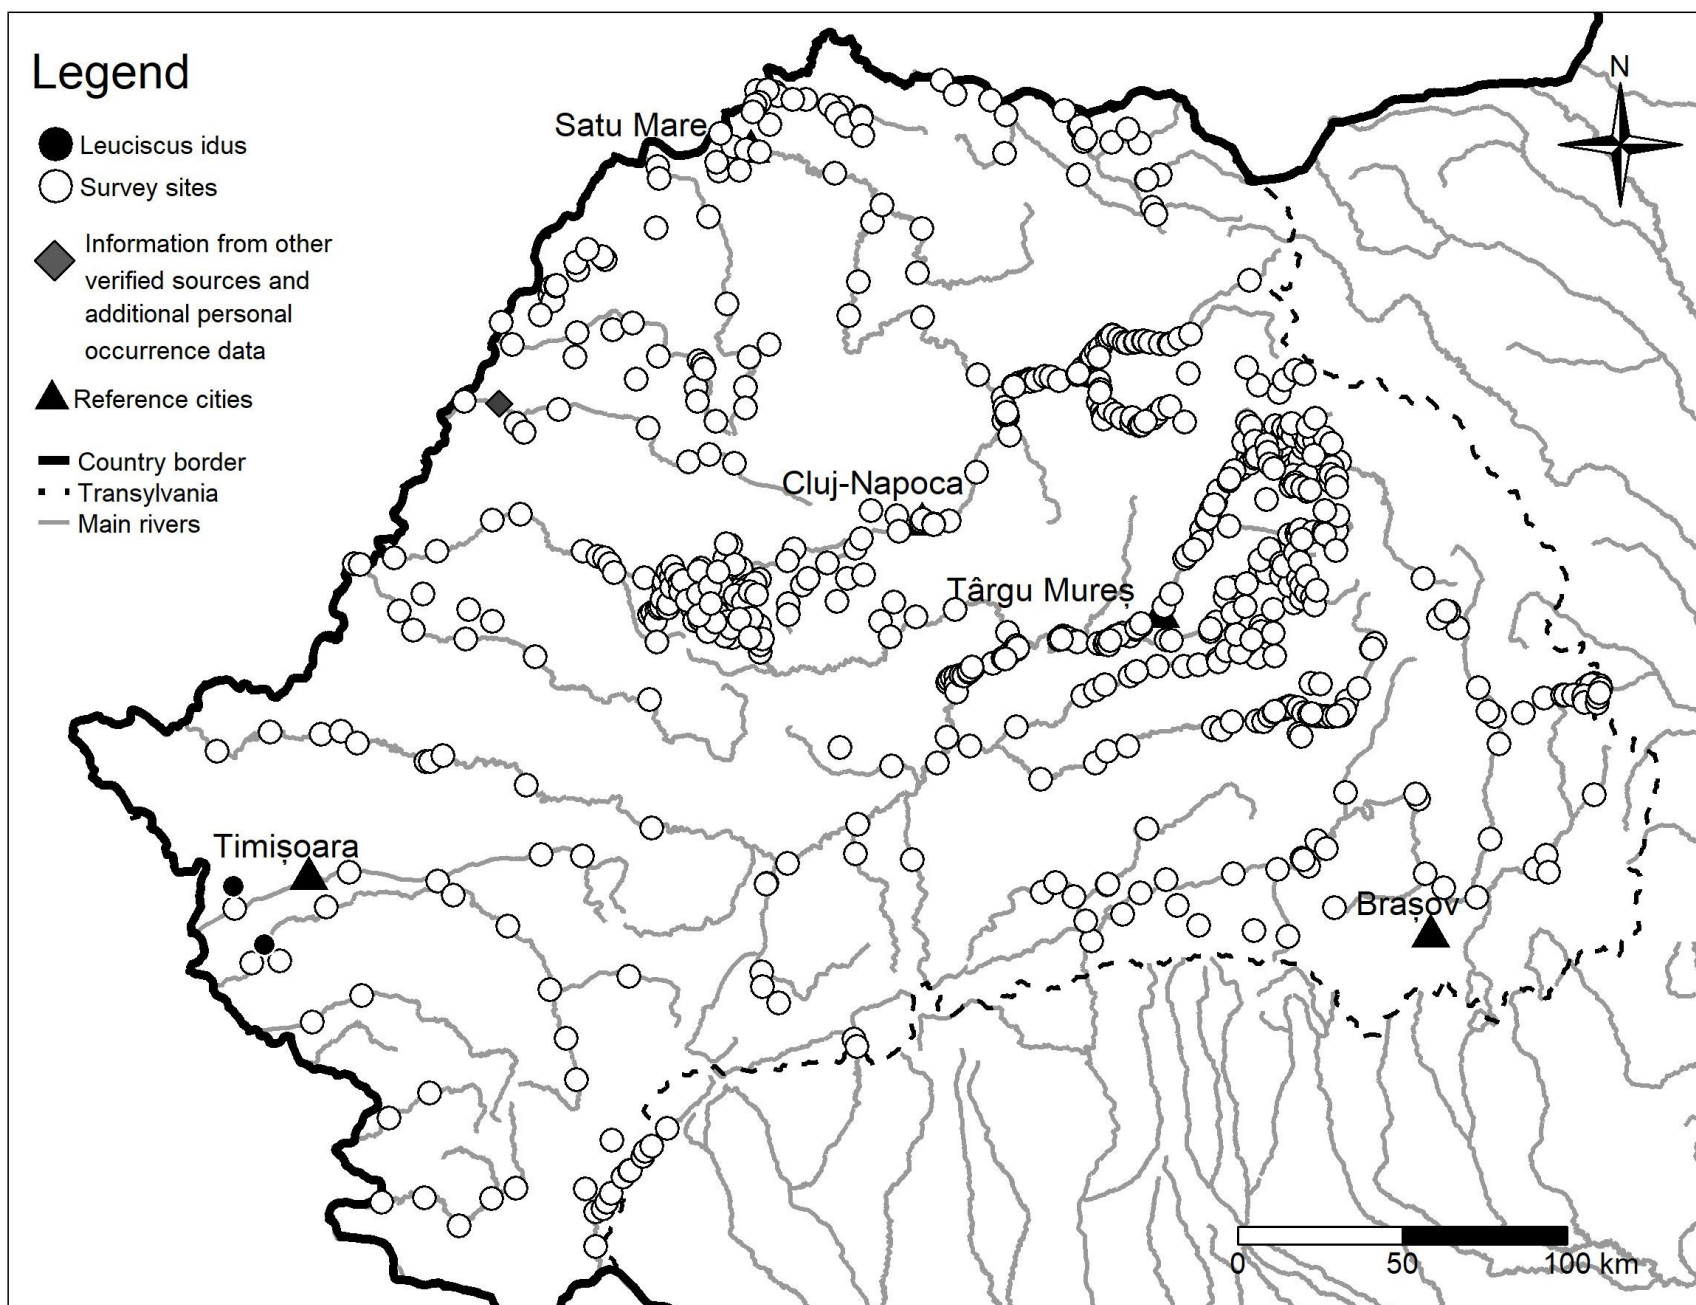 Legend
Leuciscus idus
Survey sites
Information from other
verified sources and
additional personal
occurrence data
Reference cities
Country border
Transylvania
Main rivers
N
Satu Mare
Cluj-Napoca
Târgu Mureș
Timișoara
Brașov
0 50 100 km